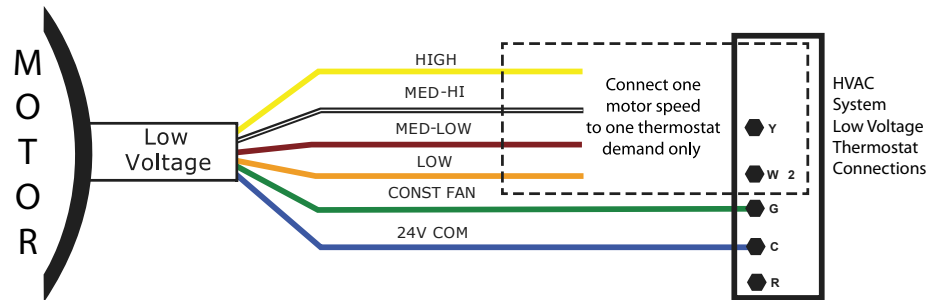 MOTOR
Low
Voltage
HIGH
MED-HI
MED-LOW
LOW
CONST FAN
24V COM
Connect one
motor speed
to one thermostat
demand only
Y
W 2
G
C
R
HVAC
System
Low Voltage
Thermostat
Connections